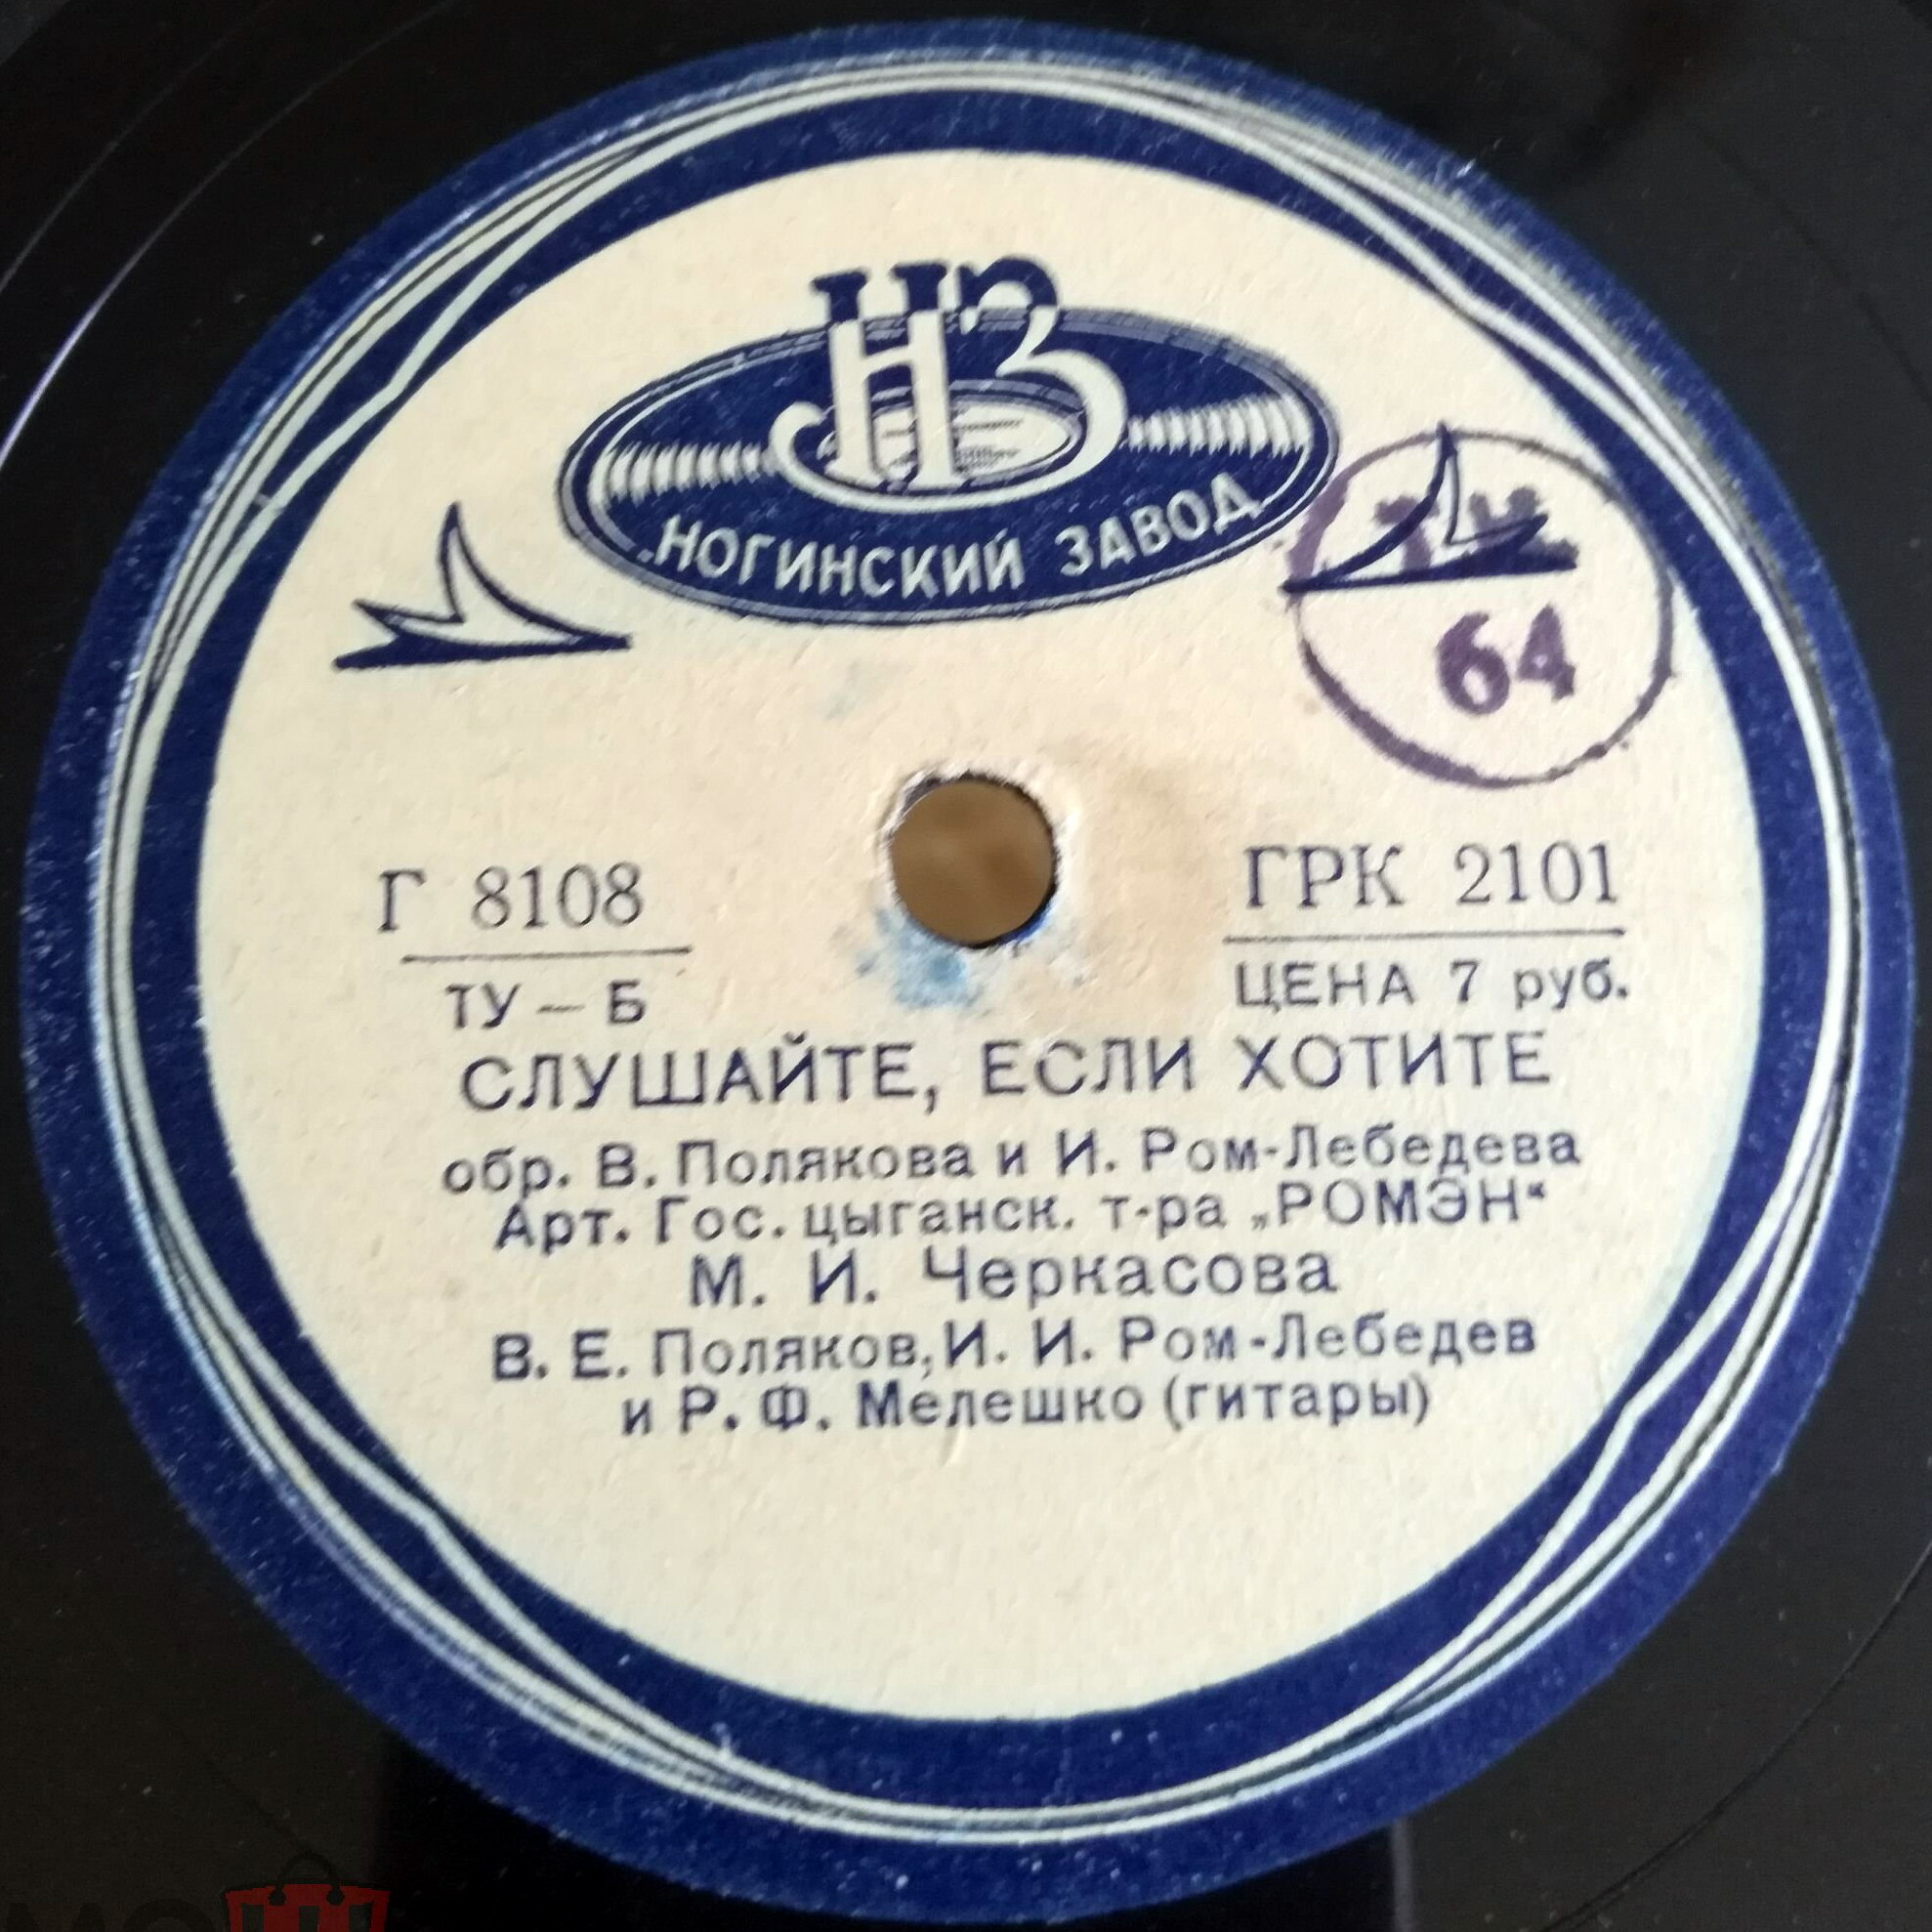 НЗ
НОГИНСКИЙ ЗАВОД
64
Г 8108
ГРК 2101
ТУ — Б
ЦЕНА 7 руб.
СЛУШАЙТЕ, ЕСЛИ ХОТИТЕ
обр. В. Полякова и И. Ром-Лебедева
Арт. Гос. цыганск. т-ра „РОМЭН“
М. И. Черкасова
В. Е. Поляков, И. И. Ром-Лебедев
и Р. Ф. Мелешко (гитары)